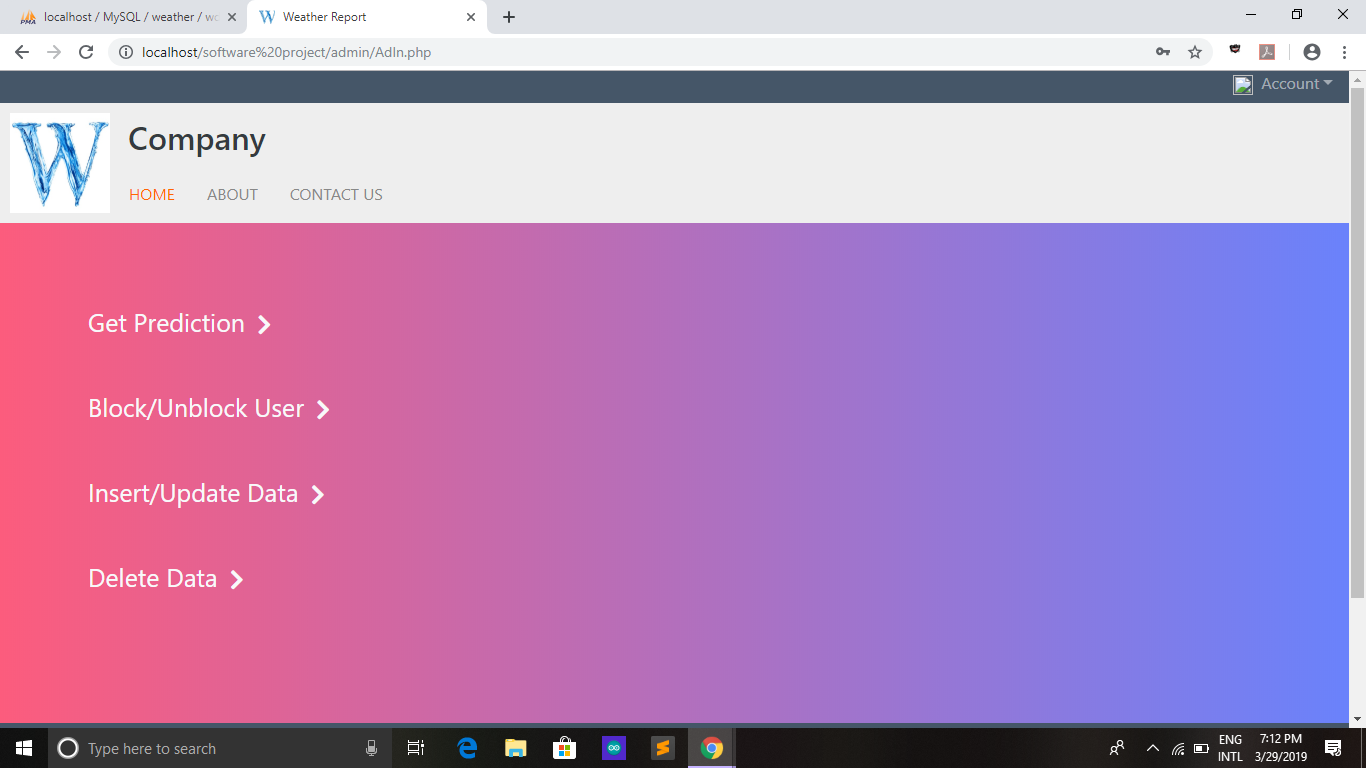 localhost / MySQL / weather / wo
Weather Report
localhost/software%20project/admin/AdIn.php
Account
W
Company
HOME ABOUT CONTACT US
Get Prediction
Block/Unblock User
Insert/Update Data
Delete Data
Type here to search
ENG
INTL
7:12 PM
3/29/2019